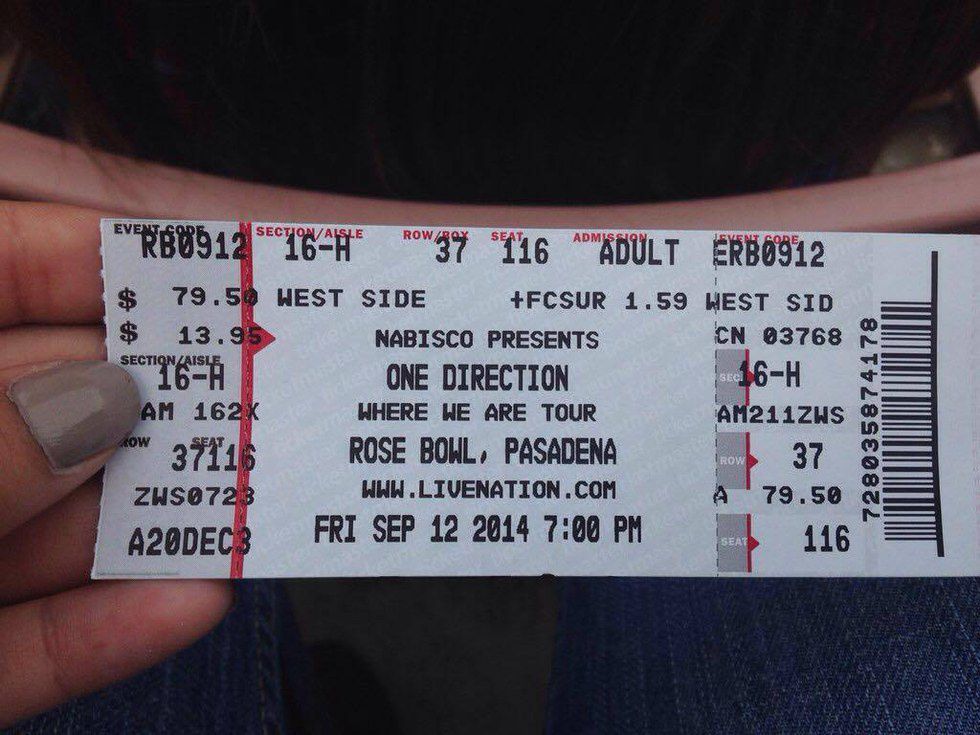 EVENT CODE SECTION/AISLE ROW/BOX SEAT ADMISSION EVENT CODE
RB0912 16-H 37 116 ADULT ERB0912
$ 79.50 WEST SIDE +FCSUR 1.59 WEST SID
$ 13.95 NABISCO PRESENTS CN 03768
SECTION/AISLE
16-H ONE DIRECTION SEC 16-H
AM 162X WHERE WE ARE TOUR AM211ZWS
ROW SEAT
37116 ROSE BOWL, PASADENA ROW 37
ZWS0723 WWW.LIVENATION.COM A 79.50
A20DEC3 FRI SEP 12 2014 7:00 PM SEAT 116
728035874178